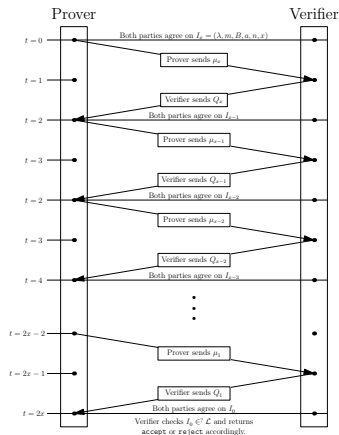 Prover Verifier
t = 0 Both parties agree on I_x = (λ, m, B, a, n, x)
Prover sends μ_x
t = 1
Verifier sends Q_x
t = 2 Both parties agree on I_{x−1}
Prover sends μ_{x−1}
t = 3
Verifier sends Q_{x−1}
t = 2 Both parties agree on I_{x−2}
Prover sends μ_{x−2}
t = 3
Verifier sends Q_{x−2}
t = 4 Both parties agree on I_{x−3}
t = 2x − 2
Prover sends μ_1
t = 2x − 1
Verifier sends Q_1
t = 2x Both parties agree on I_0
Verifier checks I_0 ∈^? ℒ and returns
accept or reject accordingly.